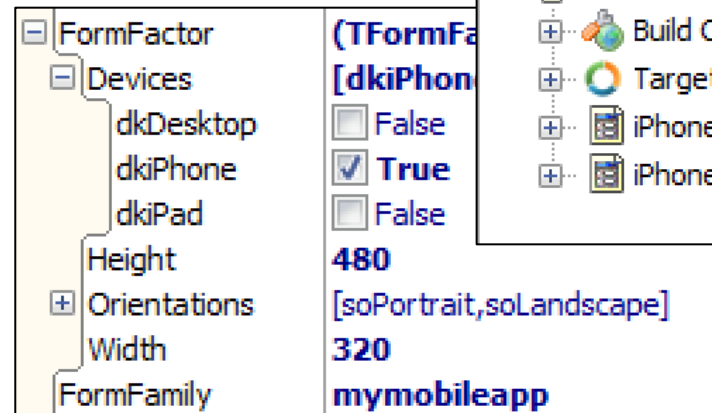 FormFactor (TFormFa
Devices [dkiPhon
dkDesktop False
dkiPhone True
dkiPad False
Height 480
Orientations [soPortrait,soLandscape]
Width 320
FormFamily mymobileapp
Build C
Target
iPhone
iPhone